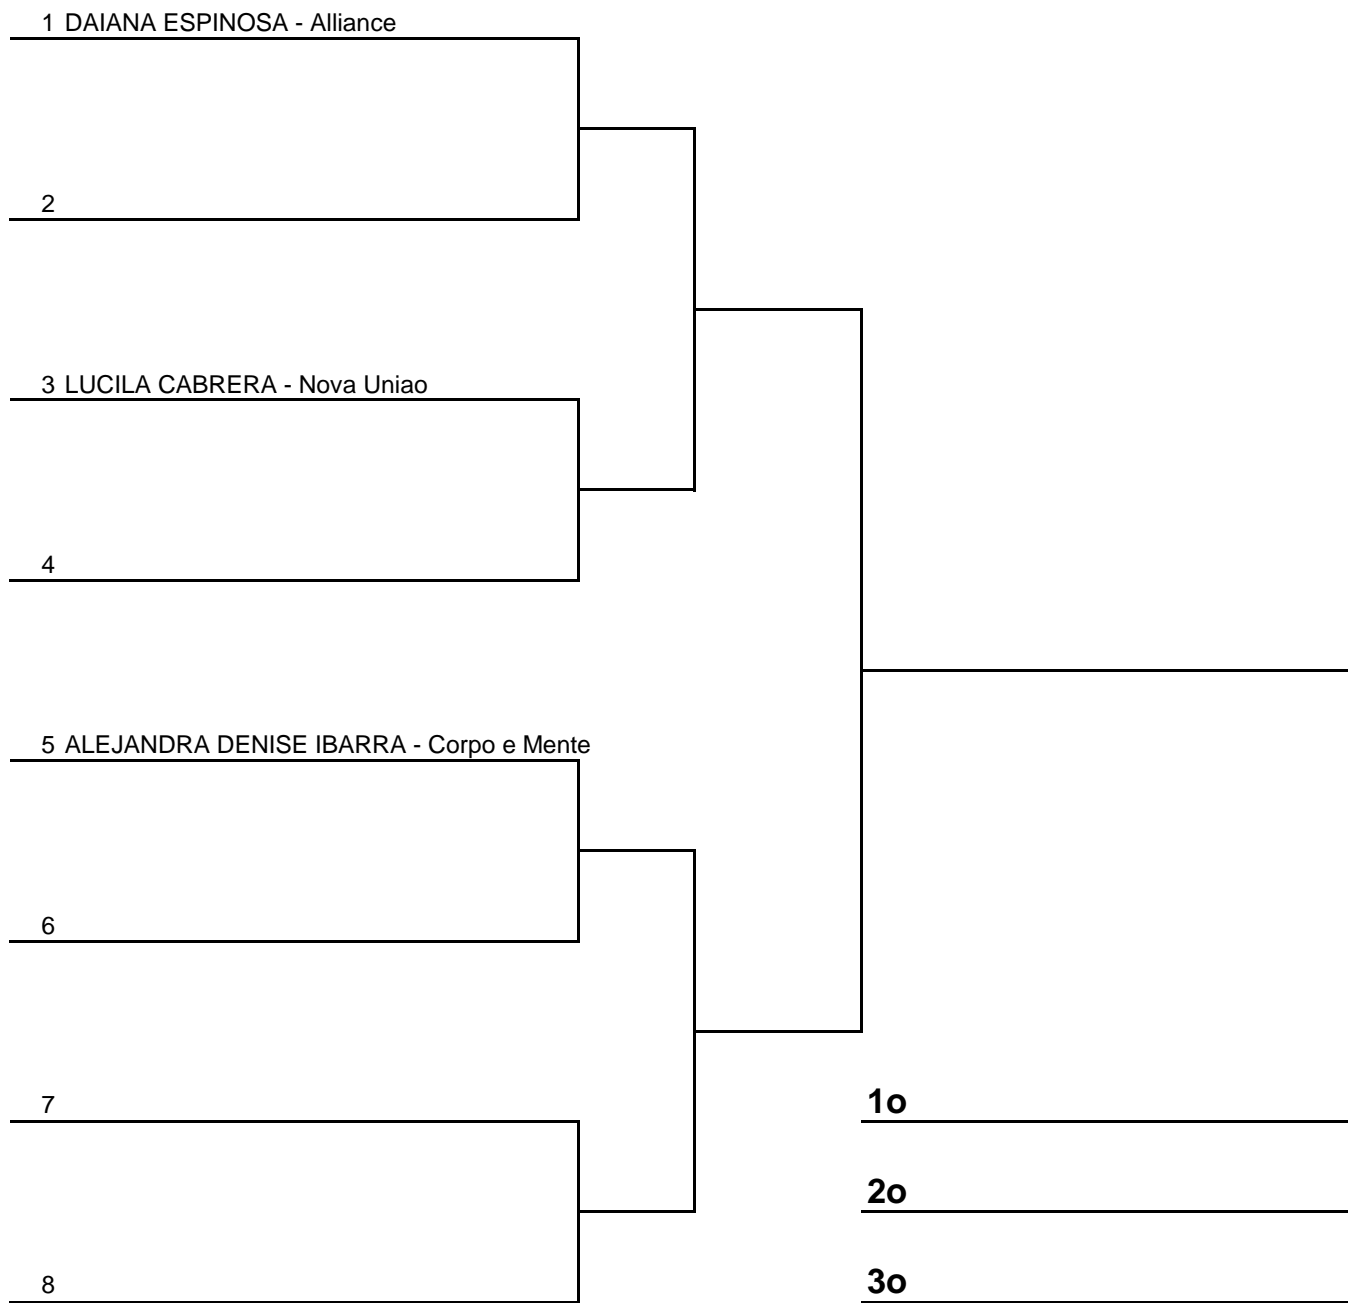 1 DAIANA ESPINOSA - Alliance
2
3 LUCILA CABRERA - Nova Uniao
4
5 ALEJANDRA DENISE IBARRA - Corpo e Mente
6
7
8
1o
2o
3o